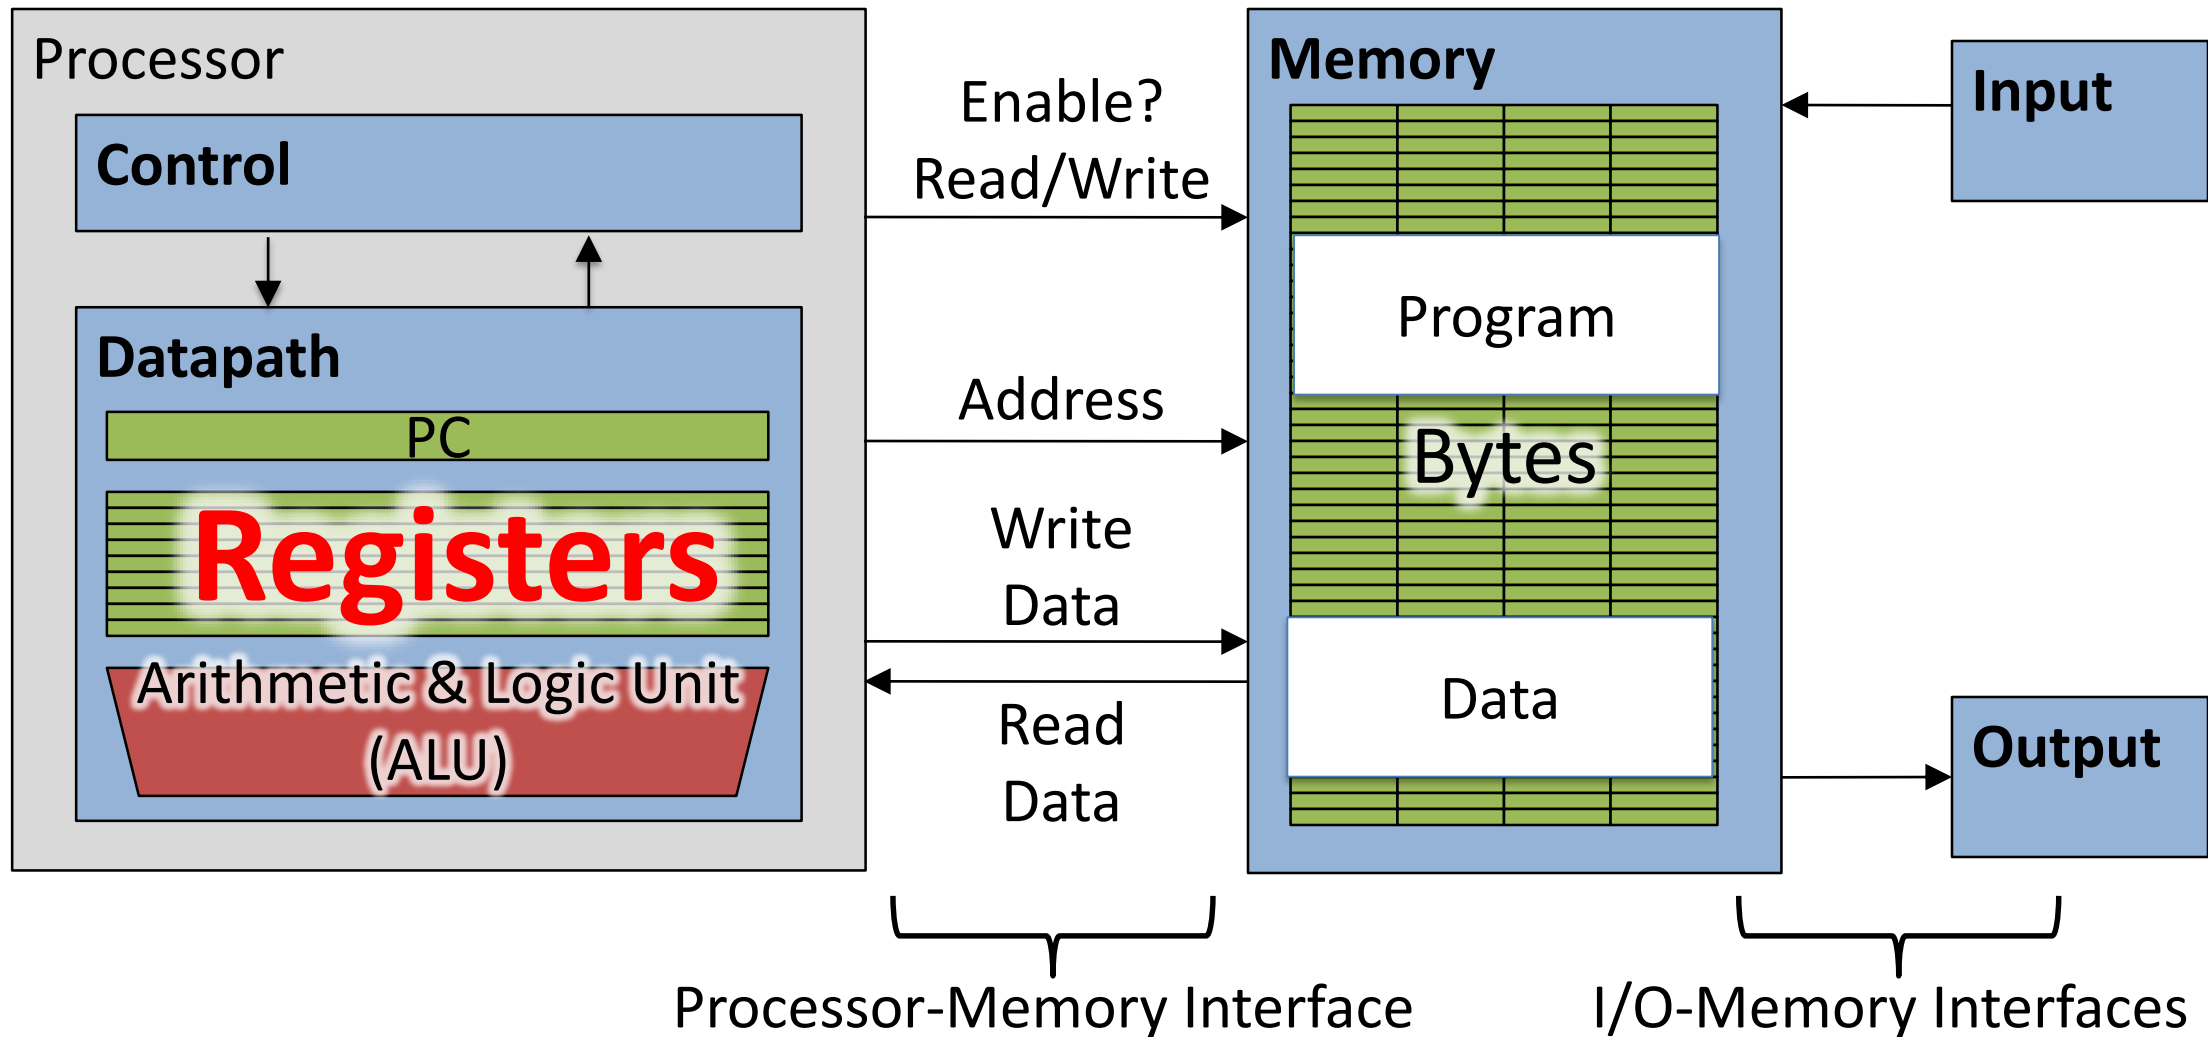 Processor
Control
Datapath
PC
Registers
Arithmetic & Logic Unit
(ALU)
Enable?
Read/Write
Address
Write
Data
Read
Data
Memory
Program
Bytes
Data
Input
Output
Processor-Memory Interface
I/O-Memory Interfaces